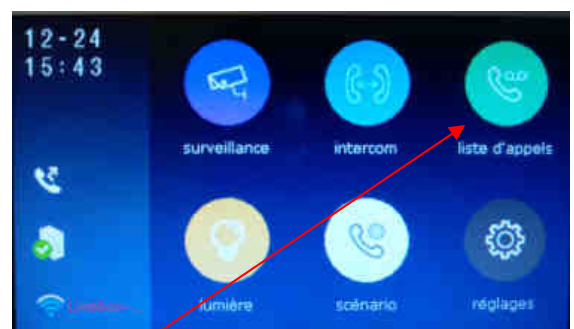 12-24
15:43
surveillance
intercom
liste d'appels
lumière
scénario
réglages